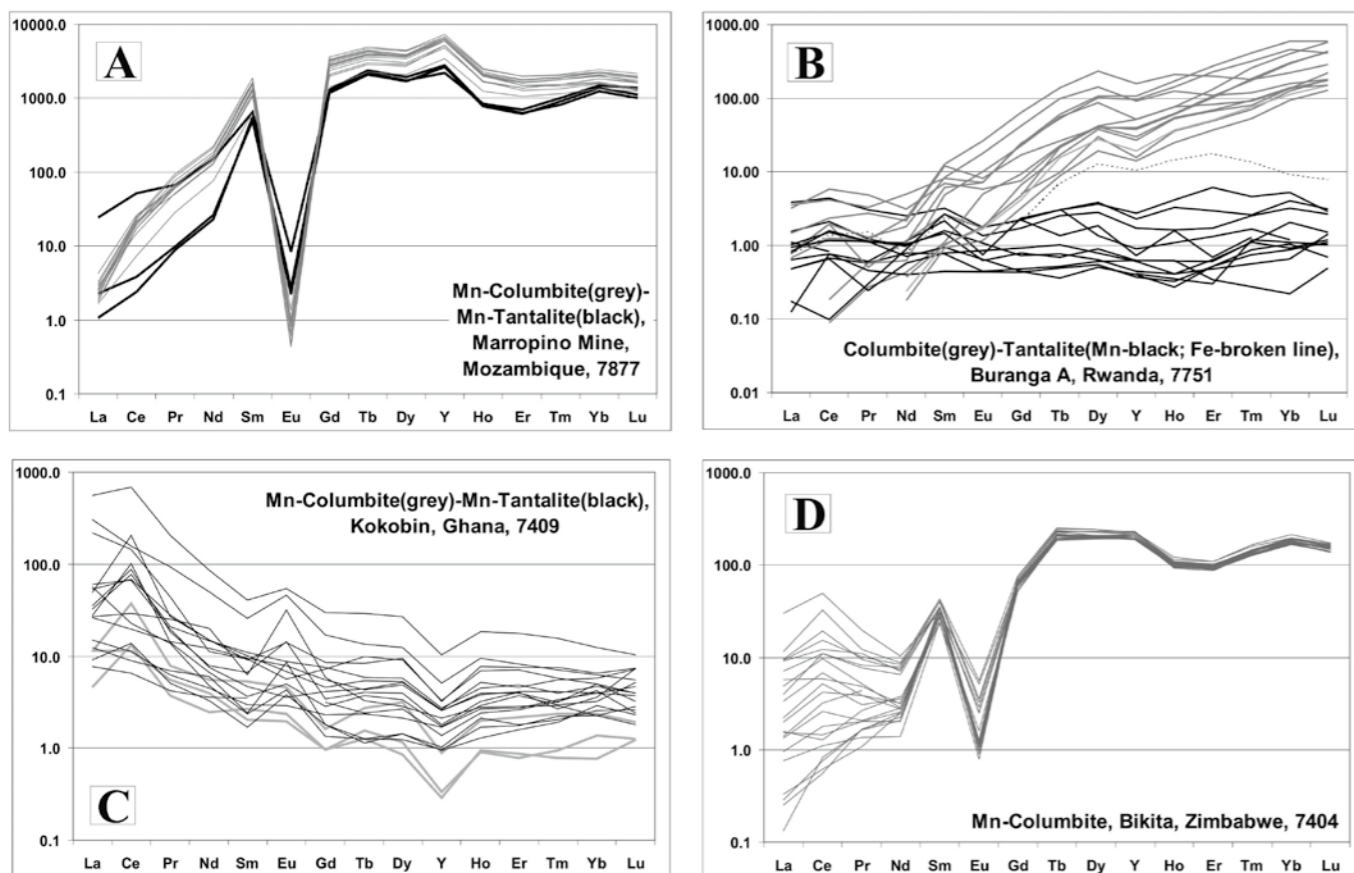 A
10000.0
1000.0
100.0
10.0
1.0
0.1
Mn-Columbite(grey)-
Mn-Tantalite(black),
Marropino Mine,
Mozambique, 7877
La Ce Pr Nd Sm Eu Gd Tb Dy Y Ho Er Tm Yb Lu
B
1000.00
100.00
10.00
1.00
0.10
0.01
Columbite(grey)-Tantalite(Mn-black; Fe-broken line),
Buranga A, Rwanda, 7751
La Ce Pr Nd Sm Eu Gd Tb Dy Y Ho Er Tm Yb Lu
1000.0
100.0
10.0
1.0
0.1
Mn-Columbite(grey)-Mn-Tantalite(black),
Kokobin, Ghana, 7409
C
La Ce Pr Nd Sm Eu Gd Tb Dy Y Ho Er Tm Yb Lu
D
1000.0
100.0
10.0
1.0
0.1
Mn-Columbite, Bikita, Zimbabwe, 7404
La Ce Pr Nd Sm Eu Gd Tb Dy Y Ho Er Tm Yb Lu